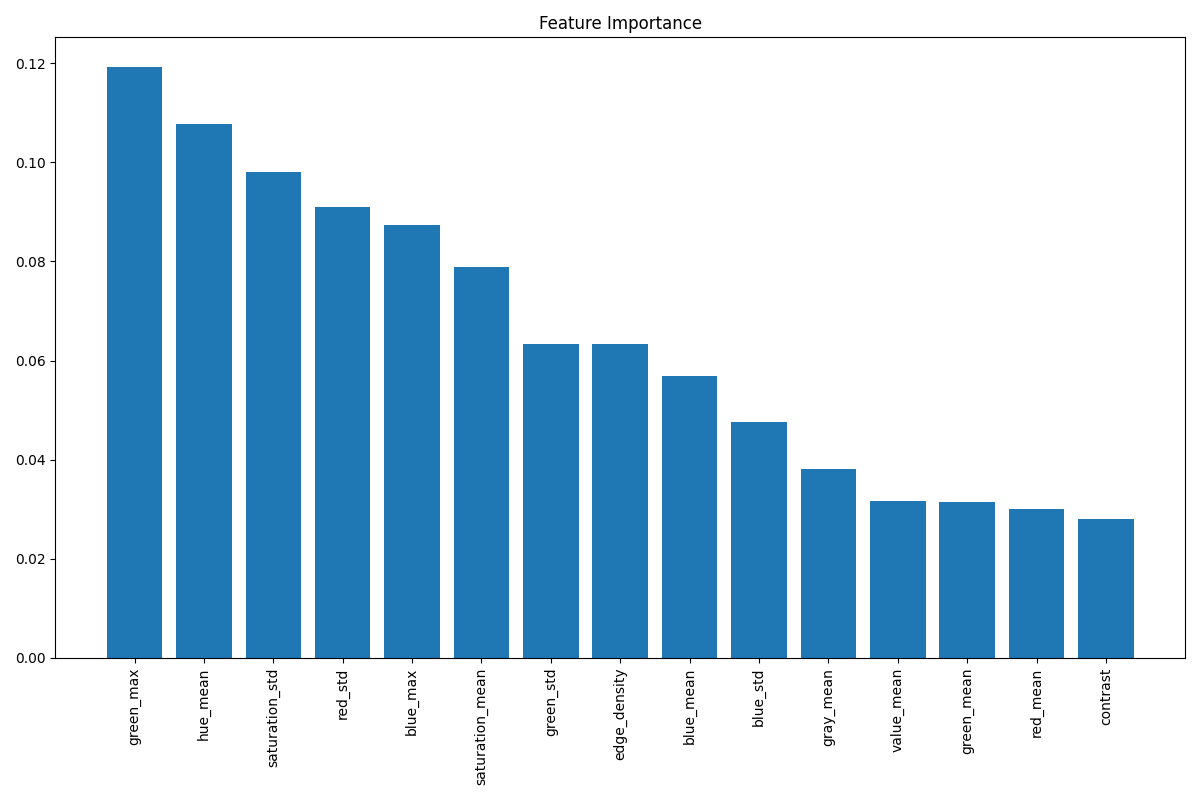 Feature Importance
0.12
0.10
0.08
0.06
0.04
0.02
0.00
green_max
hue_mean
saturation_std
red_std
blue_max
saturation_mean
green_std
edge_density
blue_mean
blue_std
gray_mean
value_mean
green_mean
red_mean
contrast